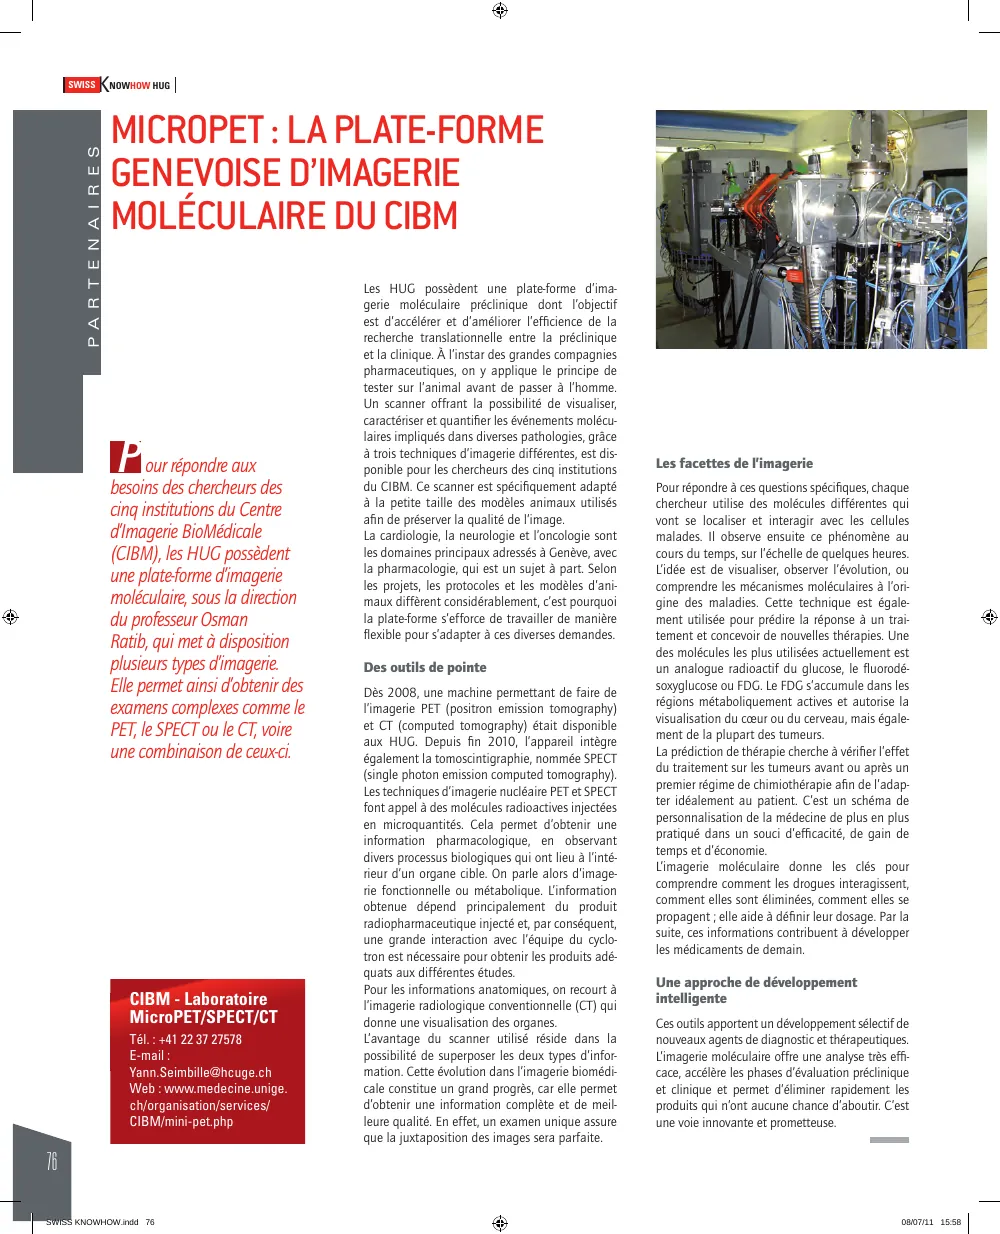 SWISS KNOWHOW HUG
PARTENAIRES
MICROPET : LA PLATE-FORME
GENEVOISE D’IMAGERIE
MOLÉCULAIRE DU CIBM
Pour répondre aux
besoins des chercheurs des
cinq institutions du Centre
d’Imagerie BioMédicale
(CIBM), les HUG possèdent
une plate-forme d’imagerie
moléculaire, sous la direction
du professeur Osman
Ratib, qui met à disposition
plusieurs types d’imagerie.
Elle permet ainsi d’obtenir des
examens complexes comme le
PET, le SPECT ou le CT, voire
une combinaison de ceux-ci.
CIBM - Laboratoire
MicroPET/SPECT/CT
Tél. : +41 22 37 27578
E-mail :
Yann.Seimbille@hcuge.ch
Web : www.medecine.unige.
ch/organisation/services/
CIBM/mini-pet.php
Les HUG possèdent une plate-forme d’ima-
gerie moléculaire préclinique dont l’objectif
est d’accélérer et d’améliorer l’efficience de la
recherche translationnelle entre la préclinique
et la clinique. À l’instar des grandes compagnies
pharmaceutiques, on y applique le principe de
tester sur l’animal avant de passer à l’homme.
Un scanner offrant la possibilité de visualiser,
caractériser et quantifier les événements molécu-
laires impliqués dans diverses pathologies, grâce
à trois techniques d’imagerie différentes, est dis-
ponible pour les chercheurs des cinq institutions
du CIBM. Ce scanner est spécifiquement adapté
à la petite taille des modèles animaux utilisés
afin de préserver la qualité de l’image.
La cardiologie, la neurologie et l’oncologie sont
les domaines principaux adressés à Genève, avec
la pharmacologie, qui est un sujet à part. Selon
les projets, les protocoles et les modèles d’ani-
maux diffèrent considérablement, c’est pourquoi
la plate-forme s’efforce de travailler de manière
flexible pour s’adapter à ces diverses demandes.
Des outils de pointe
Dès 2008, une machine permettant de faire de
l’imagerie PET (positron emission tomography)
et CT (computed tomography) était disponible
aux HUG. Depuis fin 2010, l’appareil intègre
également la tomoscintigraphie, nommée SPECT
(single photon emission computed tomography).
Les techniques d’imagerie nucléaire PET et SPECT
font appel à des molécules radioactives injectées
en microquantités. Cela permet d’obtenir une
information pharmacologique, en observant
divers processus biologiques qui ont lieu à l’inté-
rieur d’un organe cible. On parle alors d’image-
rie fonctionnelle ou métabolique. L’information
obtenue dépend principalement du produit
radiopharmaceutique injecté et, par conséquent,
une grande interaction avec l’équipe du cyclo-
tron est nécessaire pour obtenir les produits adé-
quats aux différentes études.
Pour les informations anatomiques, on recourt à
l’imagerie radiologique conventionnelle (CT) qui
donne une visualisation des organes.
L’avantage du scanner utilisé réside dans la
possibilité de superposer les deux types d’infor-
mation. Cette évolution dans l’imagerie biomédi-
cale constitue un grand progrès, car elle permet
d’obtenir une information complète et de meil-
leure qualité. En effet, un examen unique assure
que la juxtaposition des images sera parfaite.
Les facettes de l’imagerie
Pour répondre à ces questions spécifiques, chaque
chercheur utilise des molécules différentes qui
vont se localiser et interagir avec les cellules
malades. Il observe ensuite ce phénomène au
cours du temps, sur l’échelle de quelques heures.
L’idée est de visualiser, observer l’évolution, ou
comprendre les mécanismes moléculaires à l’ori-
gine des maladies. Cette technique est égale-
ment utilisée pour prédire la réponse à un trai-
tement et concevoir de nouvelles thérapies. Une
des molécules les plus utilisées actuellement est
un analogue radioactif du glucose, le fluorodé-
soxyglucose ou FDG. Le FDG s’accumule dans les
régions métaboliquement actives et autorise la
visualisation du cœur ou du cerveau, mais égale-
ment de la plupart des tumeurs.
La prédiction de thérapie cherche à vérifier l’effet
du traitement sur les tumeurs avant ou après un
premier régime de chimiothérapie afin de l’adap-
ter idéalement au patient. C’est un schéma de
personnalisation de la médecine de plus en plus
pratiqué dans un souci d’efficacité, de gain de
temps et d’économie.
L’imagerie moléculaire donne les clés pour
comprendre comment les drogues interagissent,
comment elles sont éliminées, comment elles se
propagent ; elle aide à définir leur dosage. Par la
suite, ces informations contribuent à développer
les médicaments de demain.
Une approche de développement
intelligente
Ces outils apportent un développement sélectif de
nouveaux agents de diagnostic et thérapeutiques.
L’imagerie moléculaire offre une analyse très effi-
cace, accélère les phases d’évaluation préclinique
et clinique et permet d’éliminer rapidement les
produits qui n’ont aucune chance d’aboutir. C’est
une voie innovante et prometteuse.
76
SWISS KNOWHOW.indd 76
08/07/11 15:58